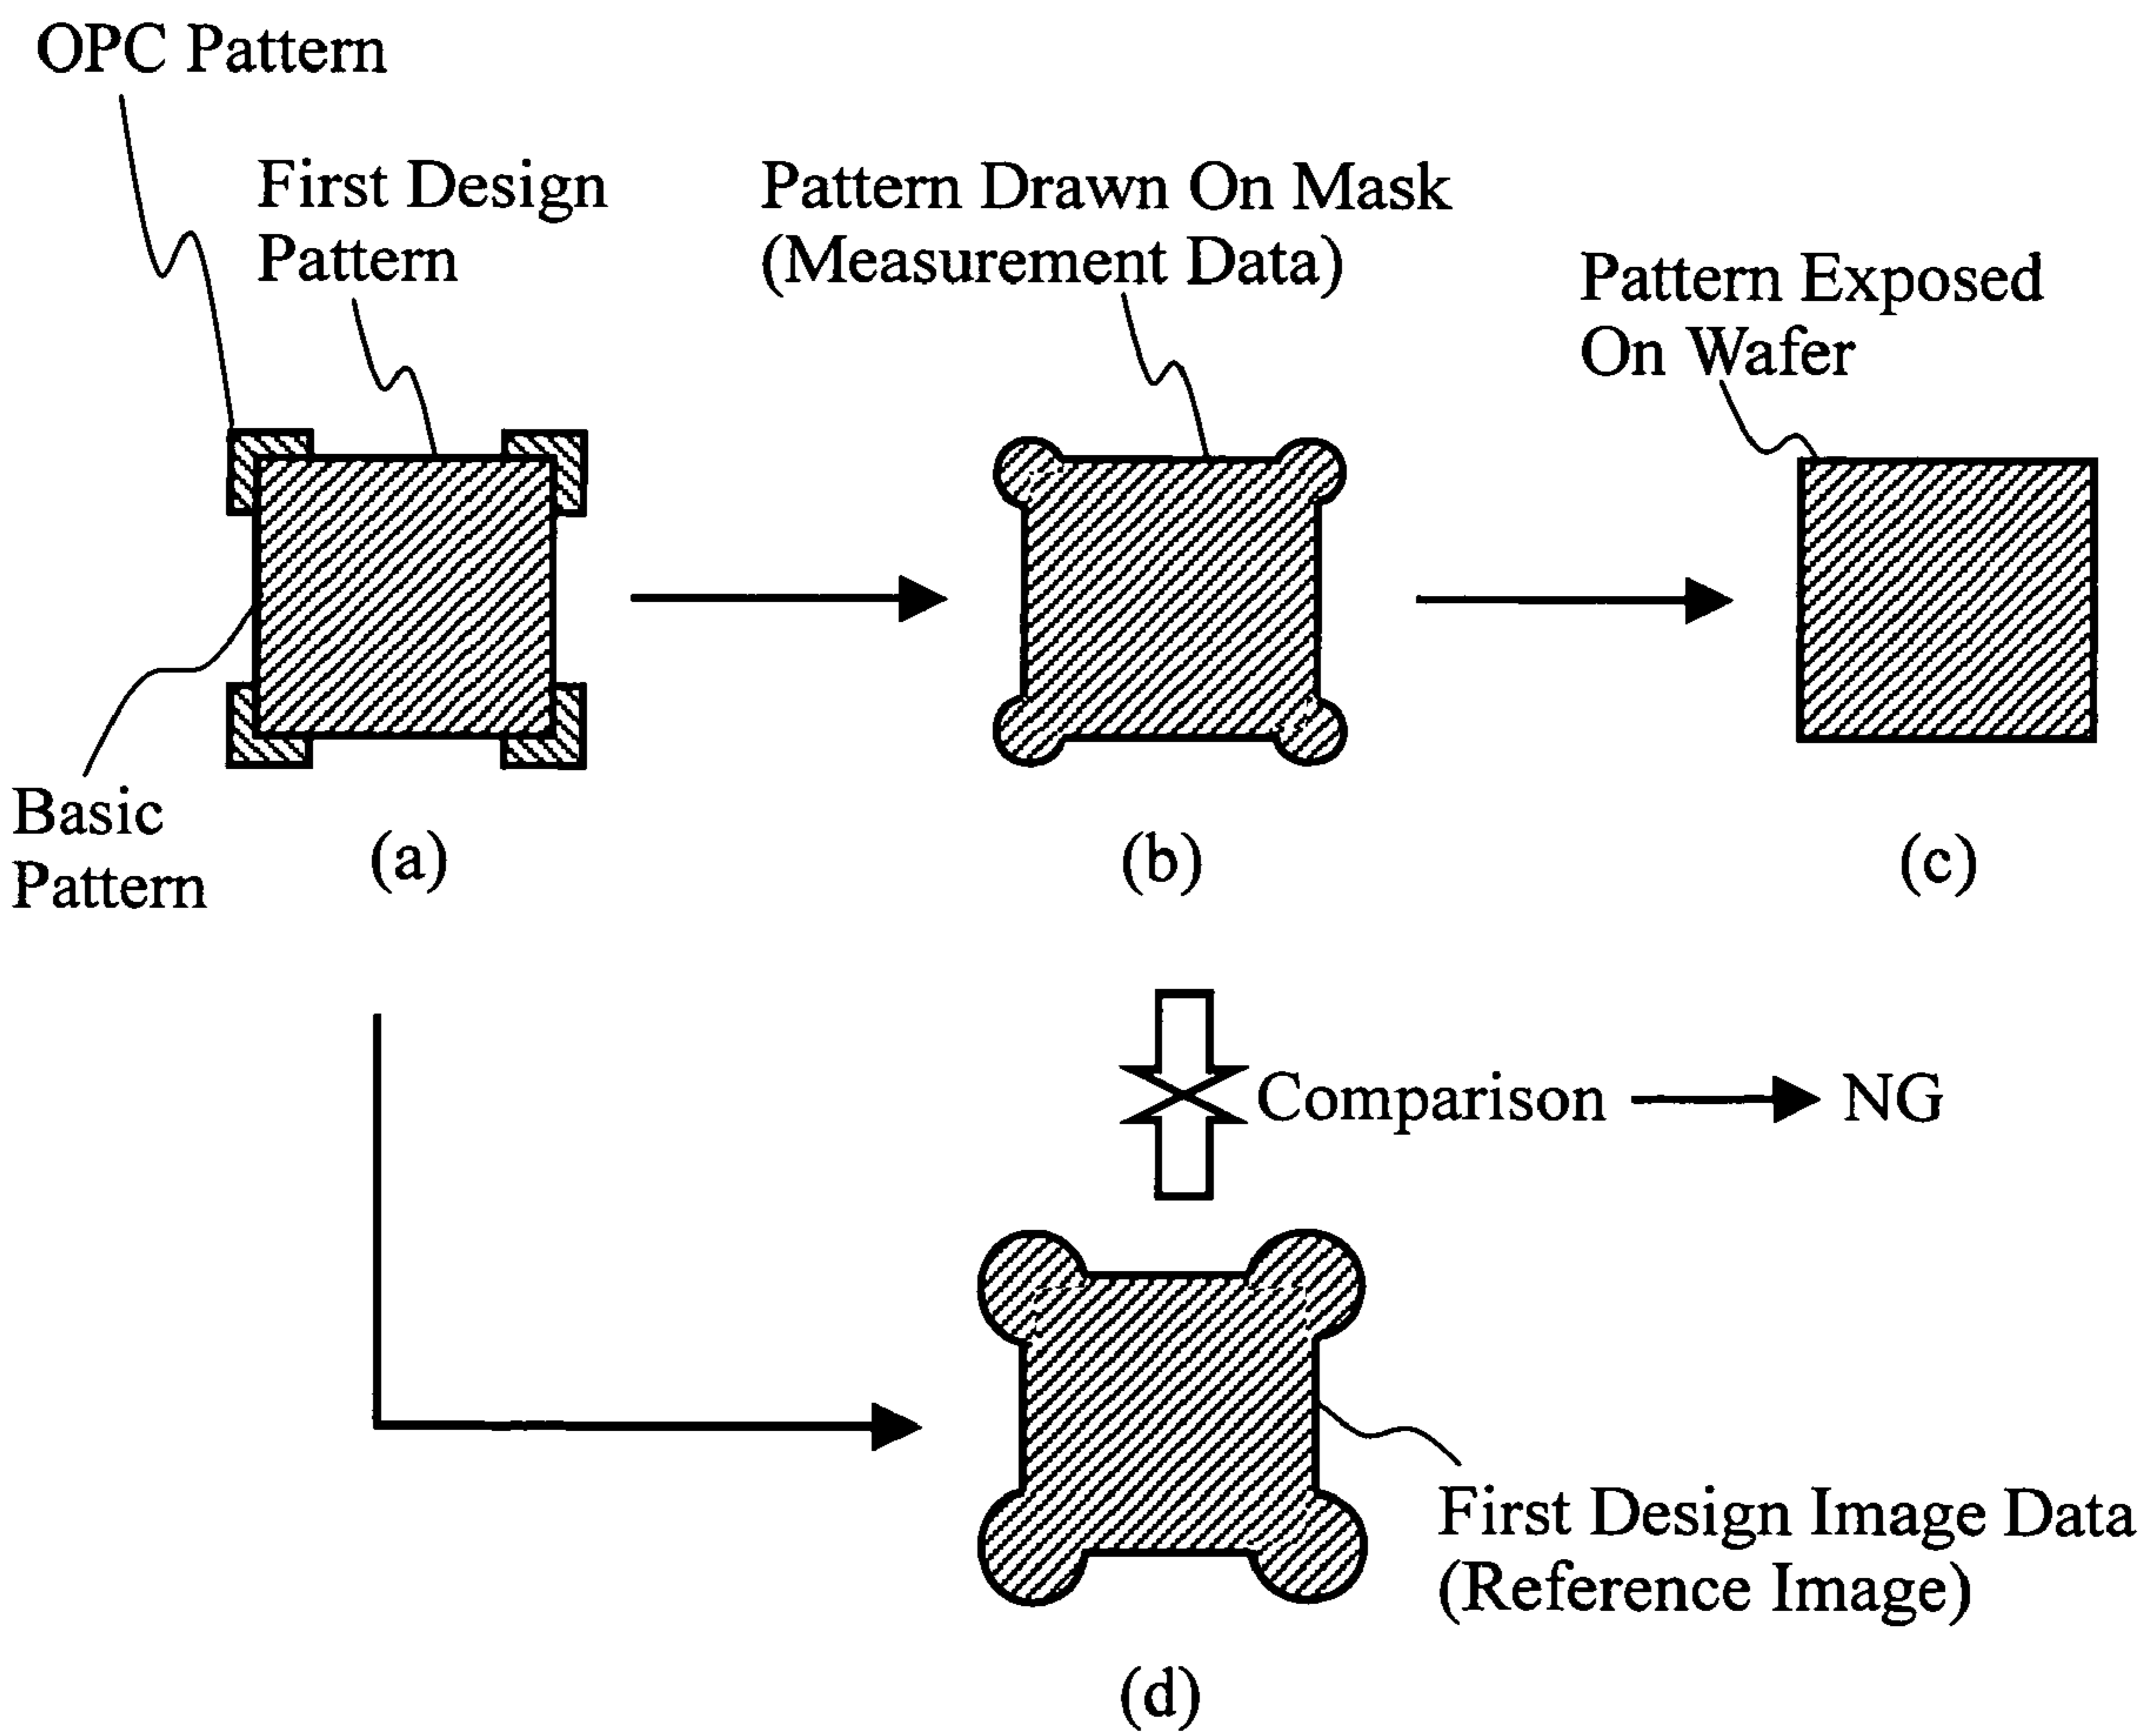 OPC Pattern
First Design
Pattern
Pattern Drawn On Mask
(Measurement Data)
Pattern Exposed
On Wafer
Basic
Pattern
(a)
(b)
(c)
Comparison
NG
First Design Image Data
(Reference Image)
(d)